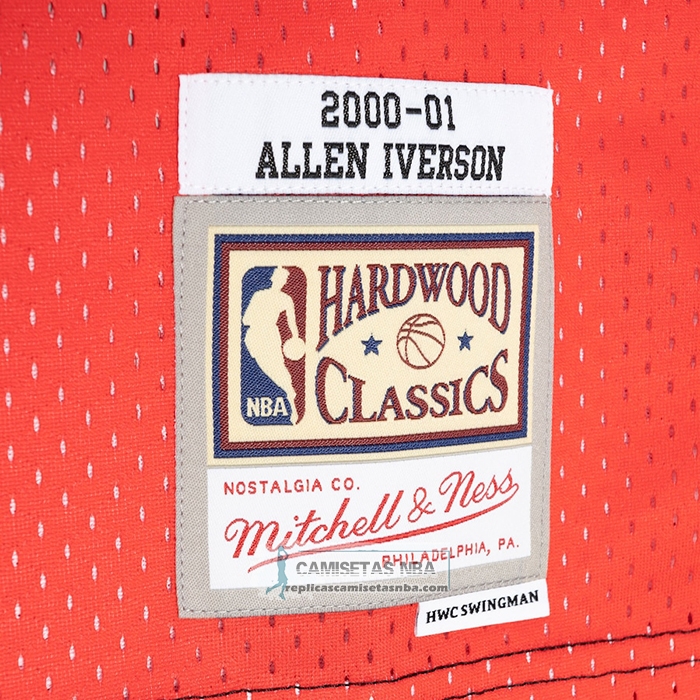 2000-01
ALLEN IVERSON
HARDWOOD
CLASSICS
NBA
NOSTALGIA CO.
Mitchell & Ness
PHILADELPHIA, PA.
CAMISETAS NBA
replicascamisetasnba.com
HWC SWINGMAN